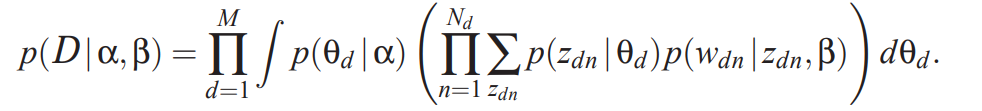 p(D|α,β) = ∏_{d=1}^{M} ∫ p(θ_d|α) ( ∏_{n=1}^{N_d} ∑_{z_{dn}} p(z_{dn}|θ_d) p(w_{dn}|z_{dn},β) ) dθ_d.